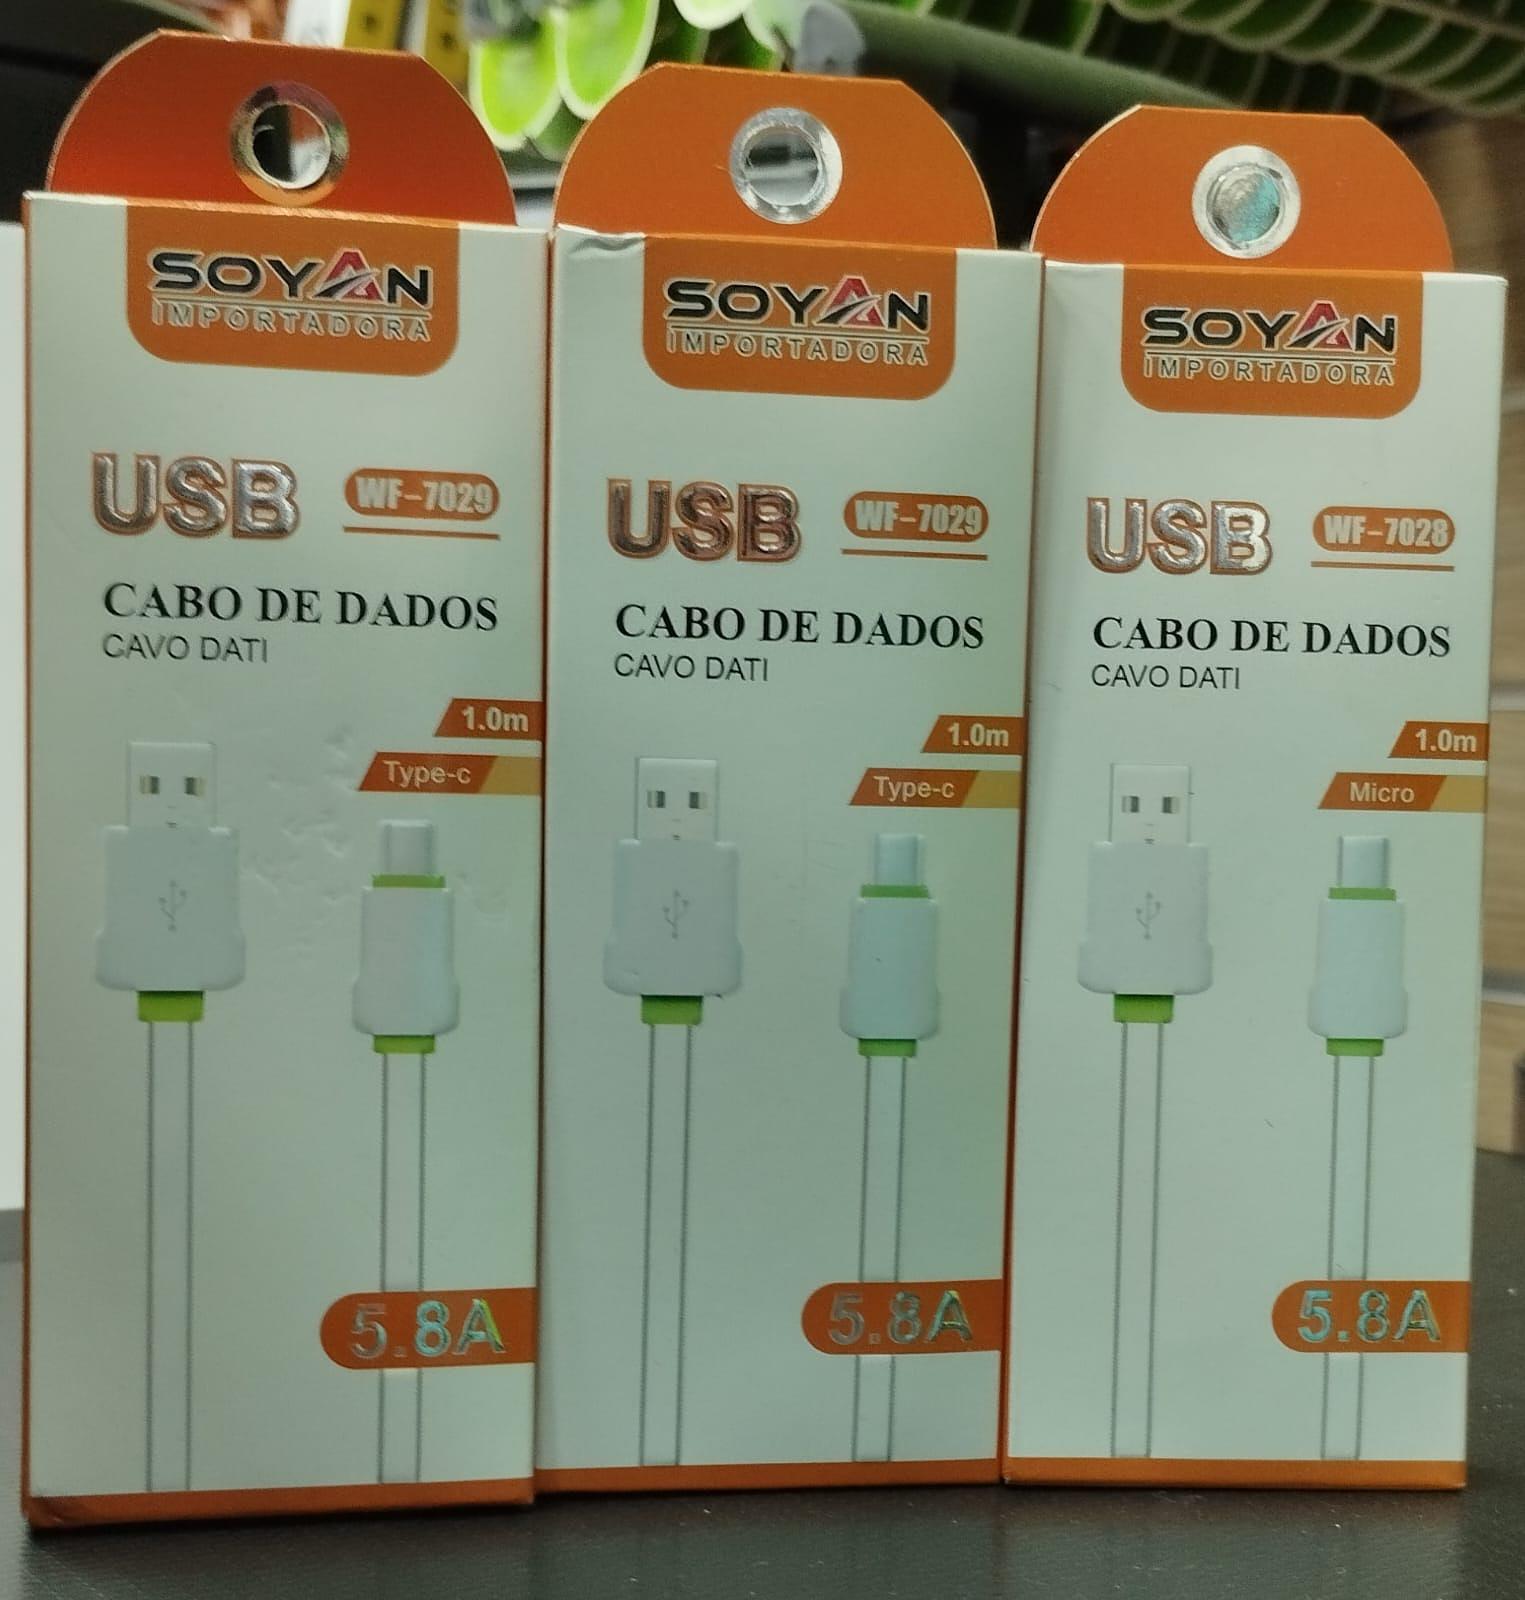 SOYAN
IMPORTADORA
USB
WF-7029
CABO DE DADOS
CAVO DATI
1.0m
Type-c
5.8A
SOYAN
IMPORTADORA
USB
WF-7029
CABO DE DADOS
CAVO DATI
1.0m
Type-c
5.8A
SOYAN
IMPORTADORA
USB
WF-7028
CABO DE DADOS
CAVO DATI
1.0m
Micro
5.8A